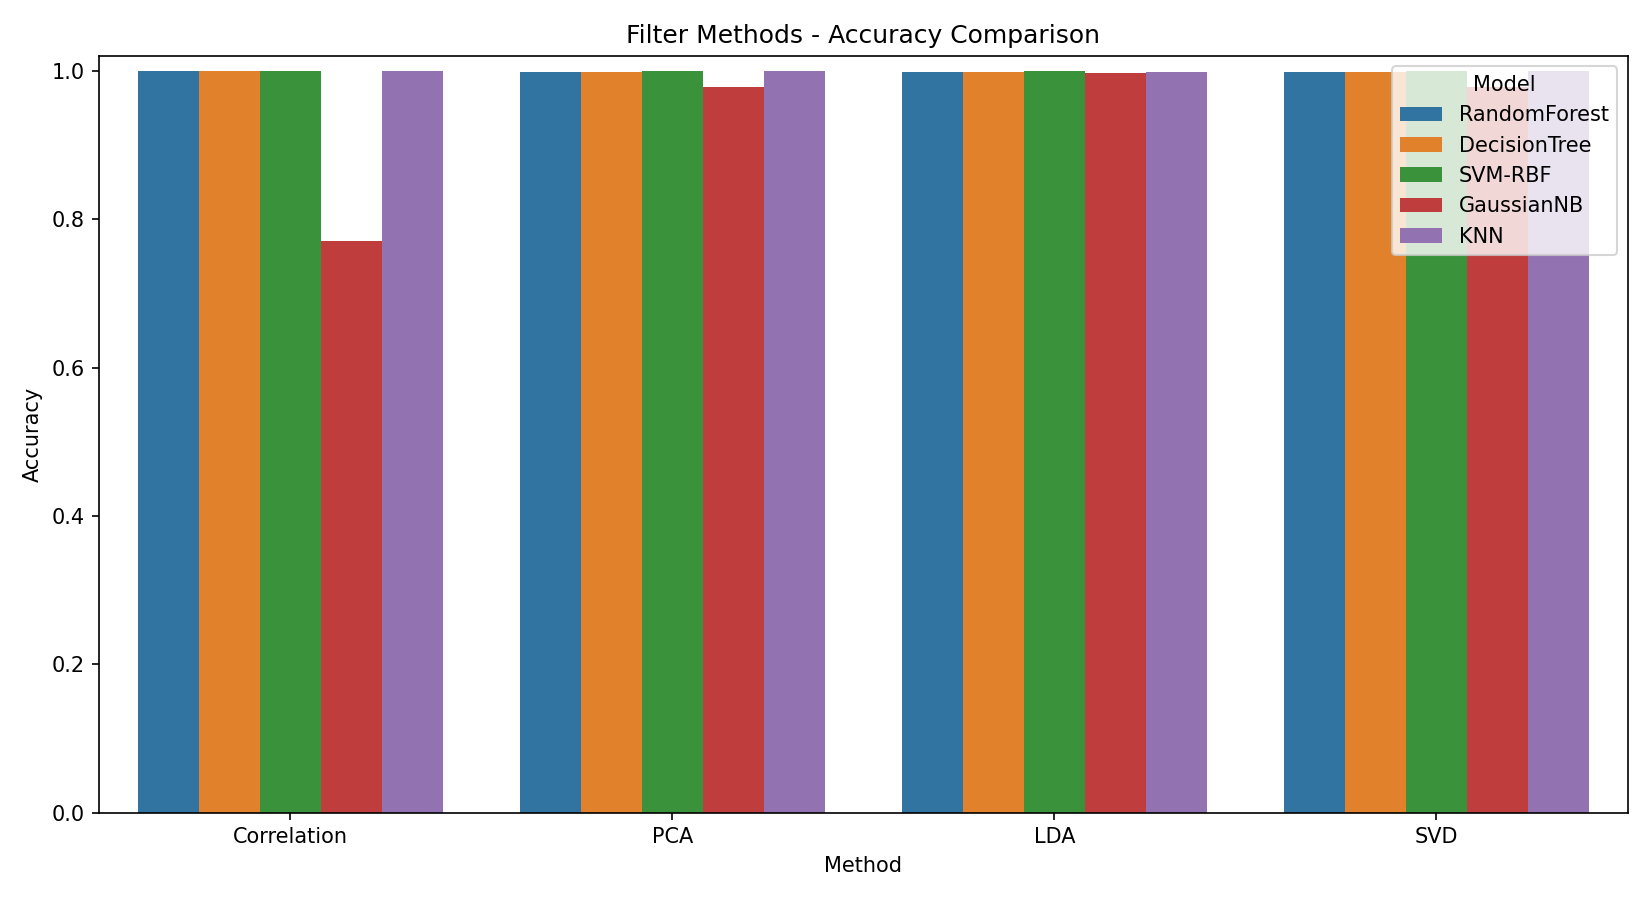 Filter Methods - Accuracy Comparison
Accuracy
1.0
0.8
0.6
0.4
0.2
0.0
Model
RandomForest
DecisionTree
SVM-RBF
GaussianNB
KNN
Correlation PCA LDA SVD
Method